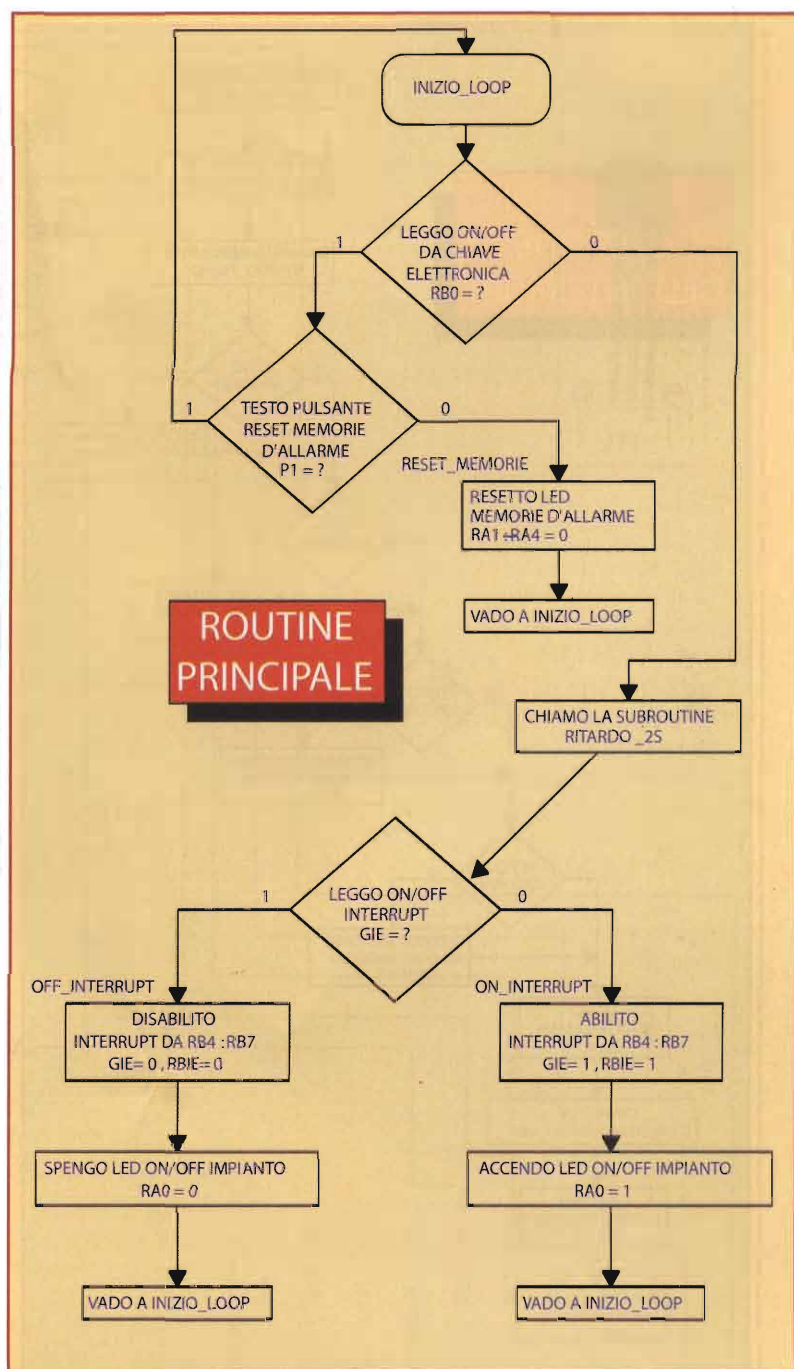 INIZIO_LOOP
LEGGO ON/OFF
DA CHIAVE
ELETTRONICA
RB0 = ?
1
0
TESTO PULSANTE
RESET MEMORIE
D'ALLARME
P1 = ?
1
0
RESET_MEMORIE
RESETTO LED
MEMORIE D'ALLARME
RA1÷RA4 = 0
VADO A INIZIO_LOOP
ROUTINE
PRINCIPALE
CHIAMO LA SUBROUTINE
RITARDO _2S
LEGGO ON/OFF
INTERRUPT
GIE = ?
1
0
OFF_INTERRUPT
DISABILITO
INTERRUPT DA RB4 : RB7
GIE= 0 , RBIE= 0
SPENGO LED ON/OFF IMPIANTO
RA0 = 0
VADO A INIZIO_LOOP
ON_INTERRUPT
ABILITO
INTERRUPT DA RB4 : RB7
GIE= 1 , RBIE= 1
ACCENDO LED ON/OFF IMPIANTO
RA0 = 1
VADO A INIZIO_LOOP